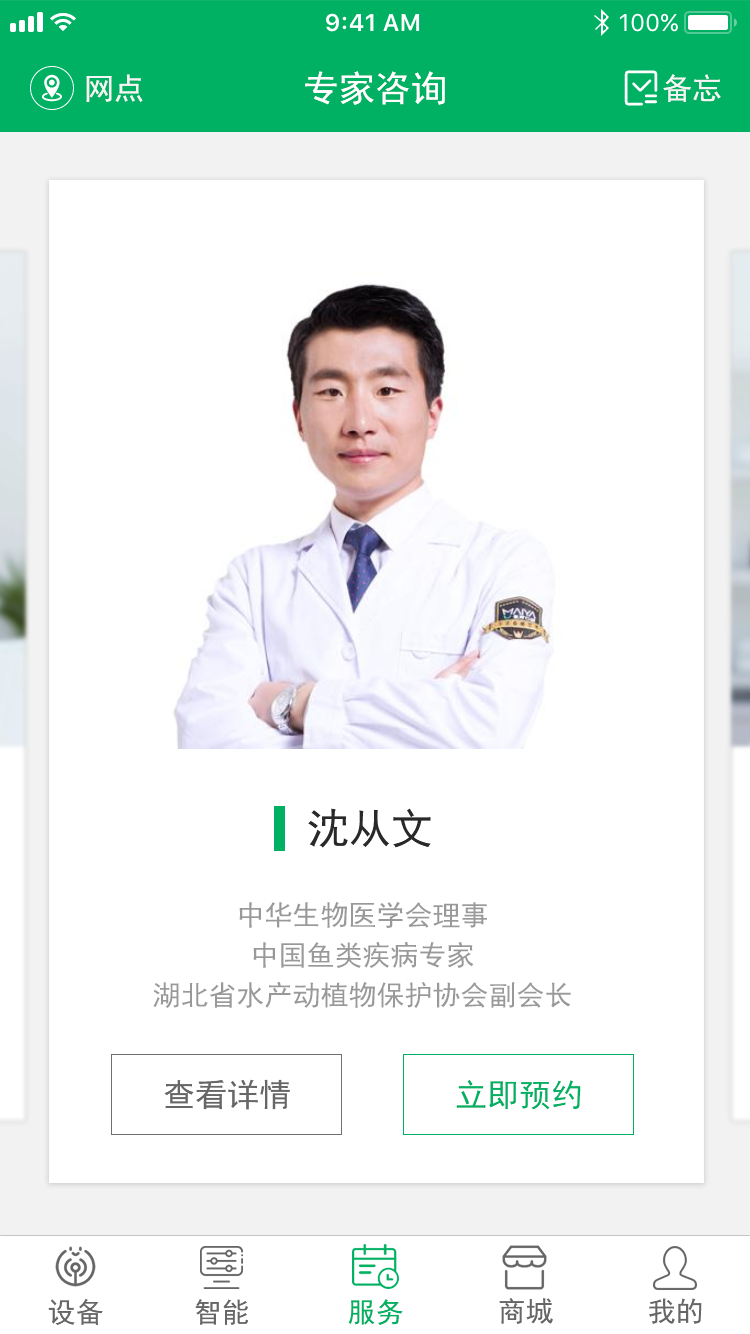 9:41 AM
100%
网点
专家咨询
备忘
MAIYA
沈从文
中华生物医学会理事
中国鱼类疾病专家
湖北省水产动植物保护协会副会长
查看详情
立即预约
设备
智能
服务
商城
我的